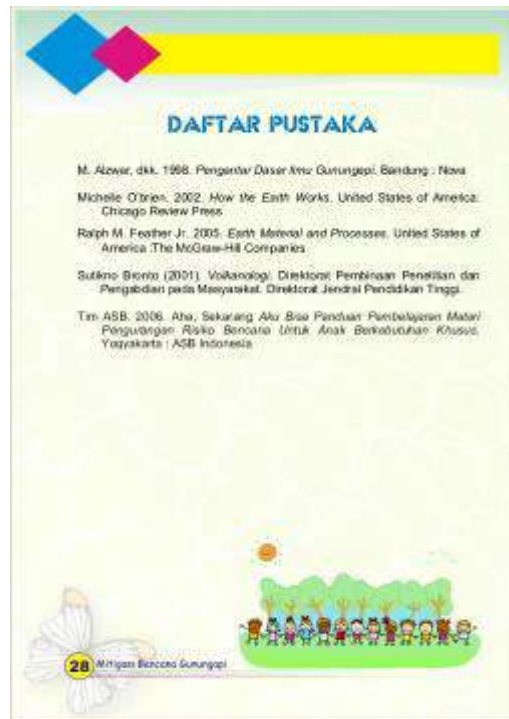 DAFTAR PUSTAKA
M. Alzwar, dkk. 1998. Pengantar Dasar Ilmu Gunungapi. Bandung : Nova
Michelle O'brien. 2002. How the Earth Works. United States of America:
Chicago Review Press
Ralph M. Feather Jr. 2005. Earth Material and Processes. United States of
America :The McGraw-Hill Companies
Sutikno Bronto (2001). Volkanologi. Direktorat Pembinaan Penelitian dan
Pengabdian pada Masyarakat. Direktorat Jendral Pendidikan Tinggi.
Tim ASB. 2006. Aha, Sekarang Aku Bisa Panduan Pembelajaran Materi
Pengurangan Risiko Bencana Untuk Anak Berkebutuhan Khusus.
Yogyakarta : ASB Indonesia
28 Mitigasi Bencana Gunungapi